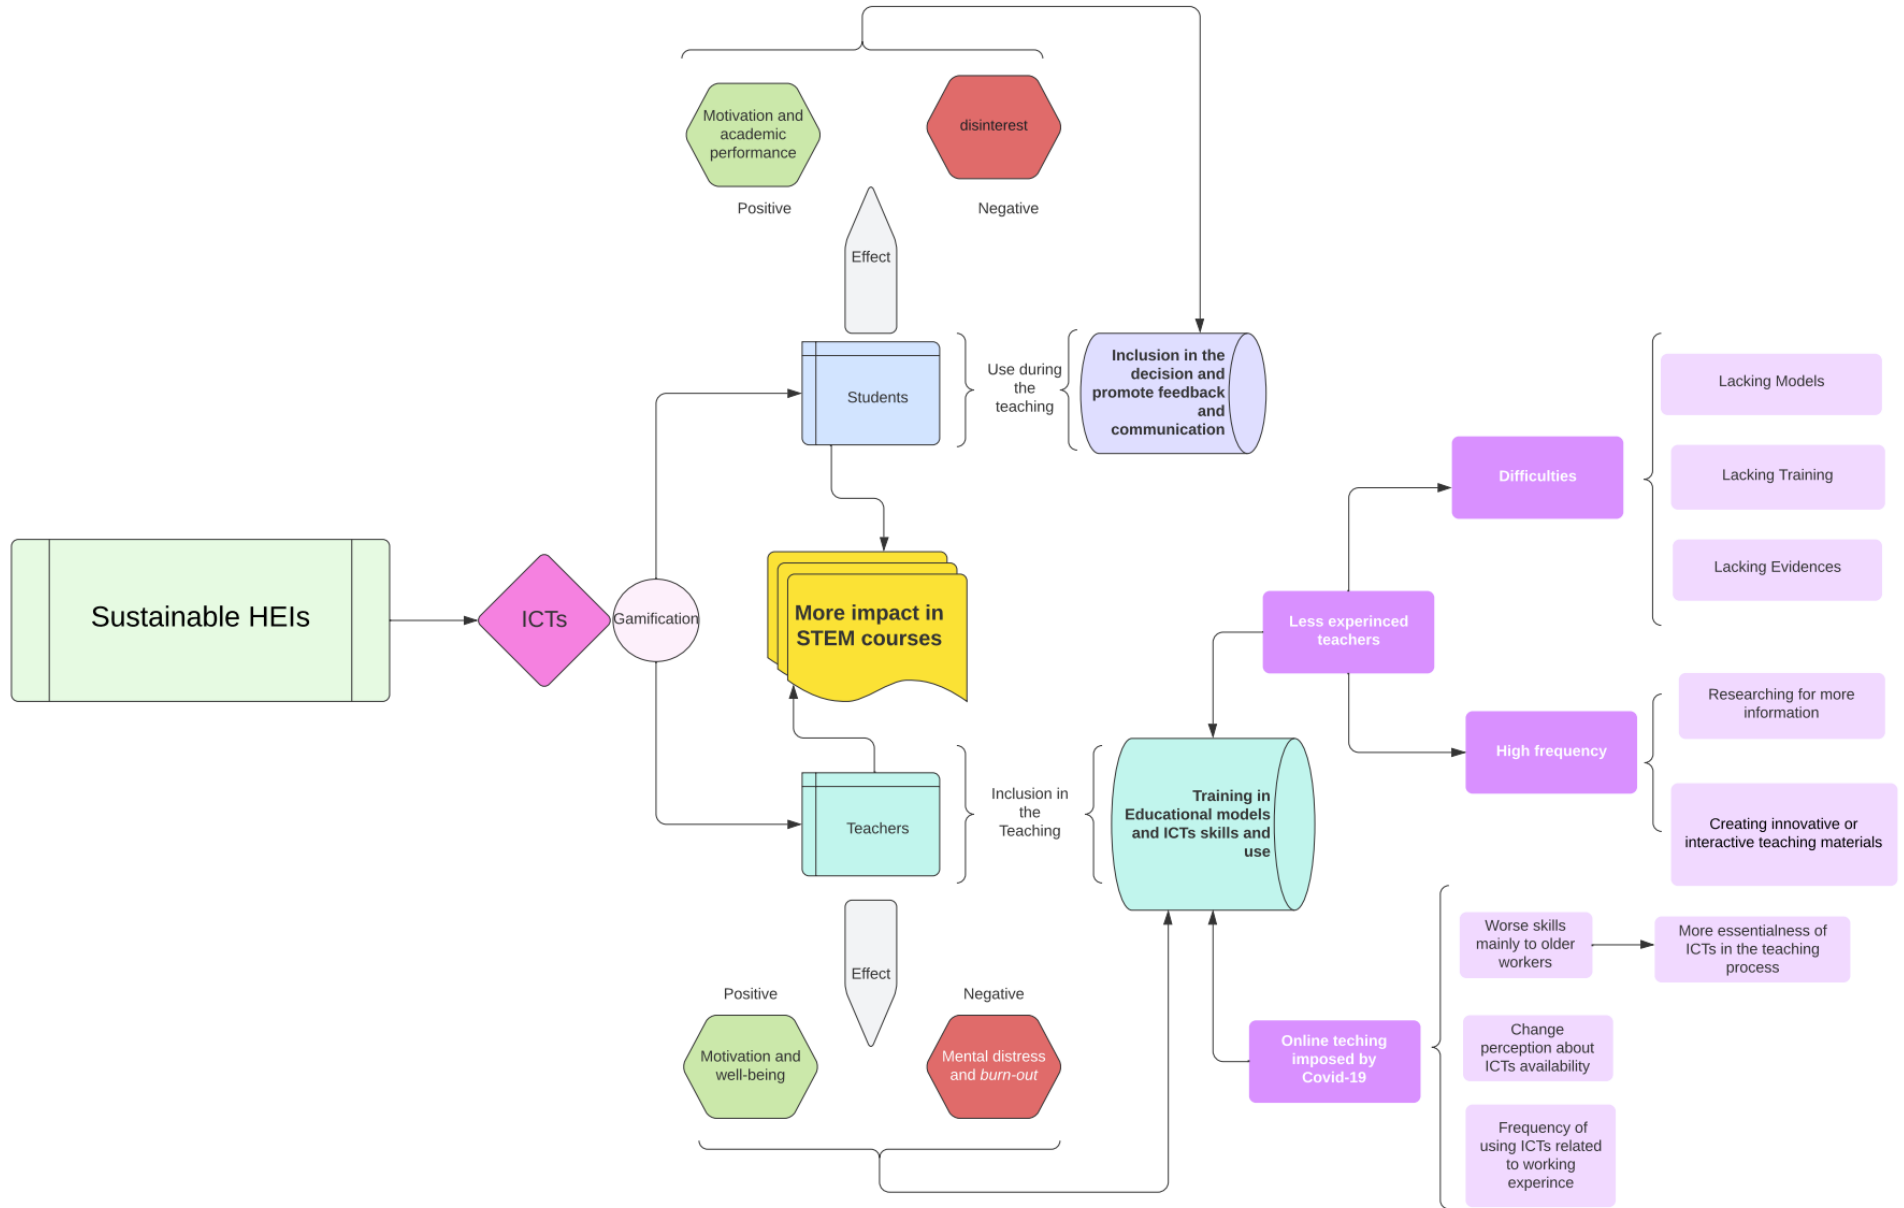 Motivation and
academic
performance
disinterest
Positive
Negative
Effect
Students
Use during
the
teaching
Inclusion in the
decision and
promote feedback
and
communication
Sustainable HEIs
ICTs
Gamification
More impact in
STEM courses
Teachers
Inclusion in
the
Teaching
Training in
Educational models
and ICTs skills and
use
Effect
Positive
Negative
Motivation and
well-being
Mental distress
and burn-out
Less experinced
teachers
Difficulties
Lacking Models
Lacking Training
Lacking Evidences
High frequency
Researching for more
information
Creating innovative or
interactive teaching materials
Online teching
imposed by
Covid-19
Worse skills
mainly to older
workers
More essentialness of
ICTs in the teaching
process
Change
perception about
ICTs availability
Frequency of
using ICTs related
to working
experince